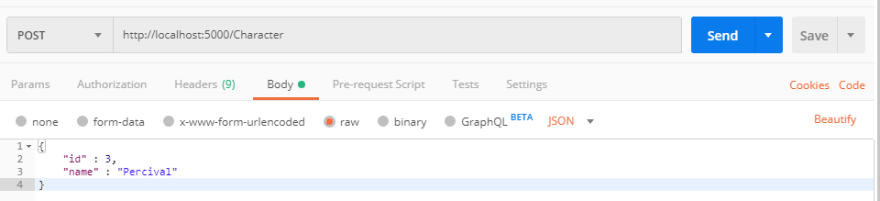 POST http://localhost:5000/Character Send Save
Params Authorization Headers (9) Body Pre-request Script Tests Settings Cookies Code
none form-data x-www-form-urlencoded raw binary GraphQL BETA JSON Beautify
1 {
2 "id" : 3,
3 "name" : "Percival"
4 }